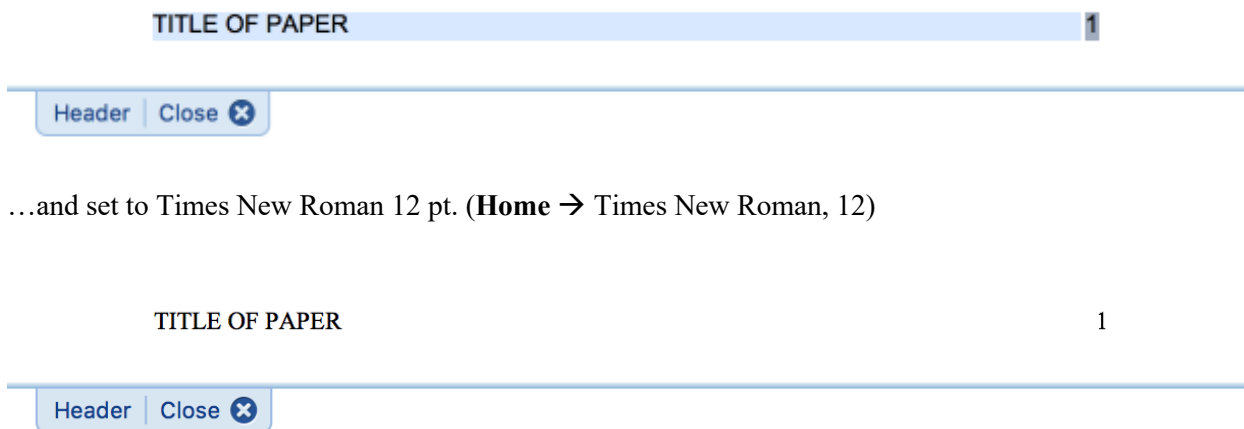 TITLE OF PAPER 1
Header Close
…and set to Times New Roman 12 pt. (Home → Times New Roman, 12)
TITLE OF PAPER 1
Header Close